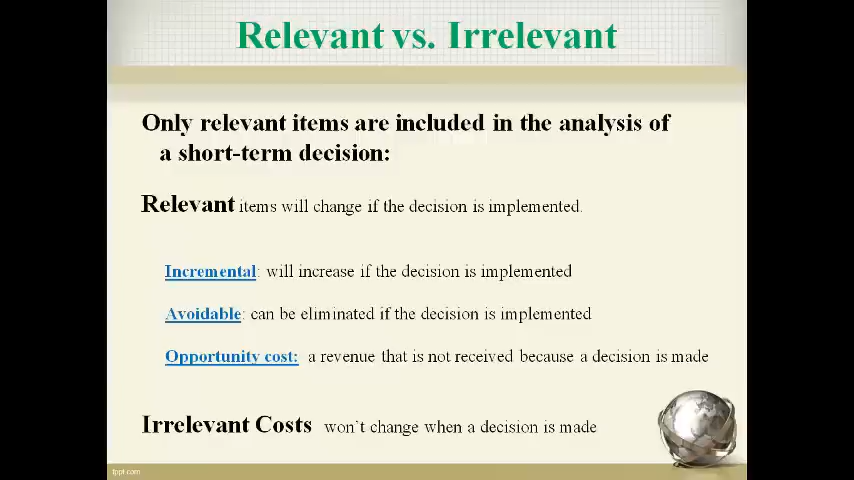 Relevant vs. Irrelevant
Only relevant items are included in the analysis of
a short-term decision:
Relevant items will change if the decision is implemented.
Incremental: will increase if the decision is implemented
Avoidable: can be eliminated if the decision is implemented
Opportunity cost: a revenue that is not received because a decision is made
Irrelevant Costs won't change when a decision is made
fppt.com